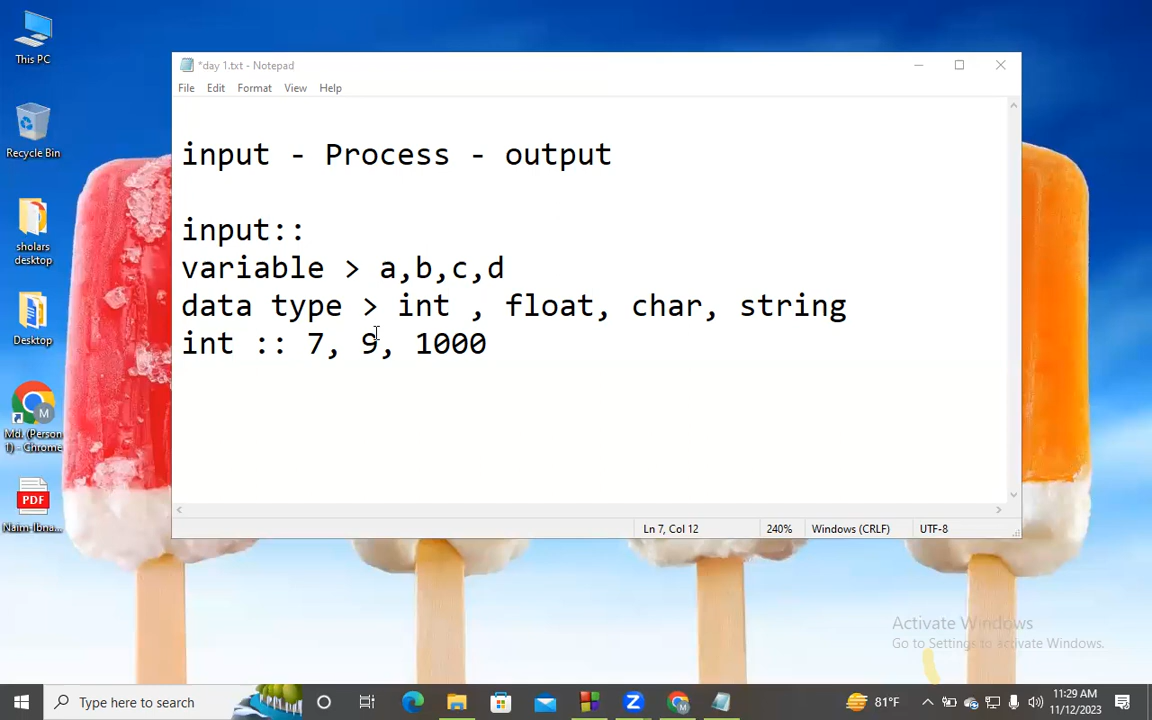 This PC
Recycle Bin
sholars
desktop
Desktop
M
Md. (Person
1) - Chrome
PDF
Naim-Ibna...
*day 1.txt - Notepad
File Edit Format View Help
input - Process - output
input::
variable > a,b,c,d
data type > int , float, char, string
int :: 7, 9, 1000
Ln 7, Col 12 240% Windows (CRLF) UTF-8
Activate Windows
Go to Settings to activate Windows.
Type here to search
81°F
11:29 AM
11/12/2023